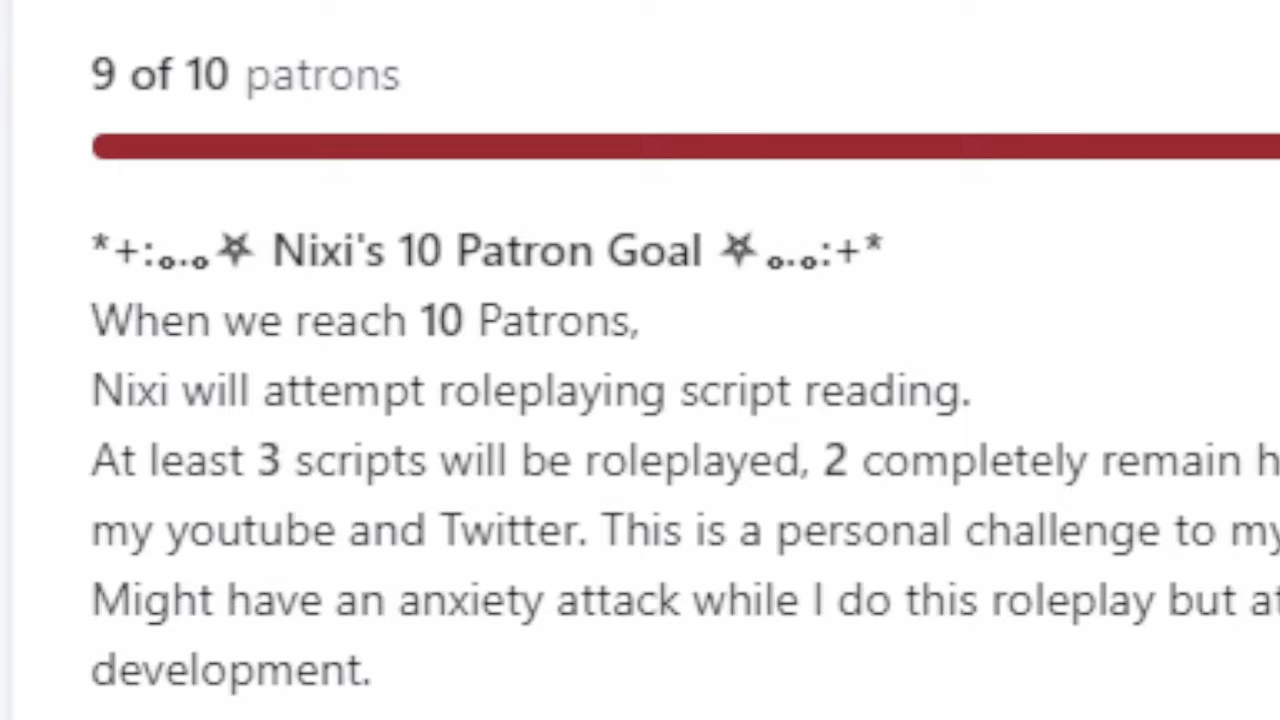 9 of 10 patrons
*+:｡.｡⛧ Nixi's 10 Patron Goal ⛧｡.｡:+*
When we reach 10 Patrons,
Nixi will attempt roleplaying script reading.
At least 3 scripts will be roleplayed, 2 completely remain h
my youtube and Twitter. This is a personal challenge to my
Might have an anxiety attack while I do this roleplay but at
development.